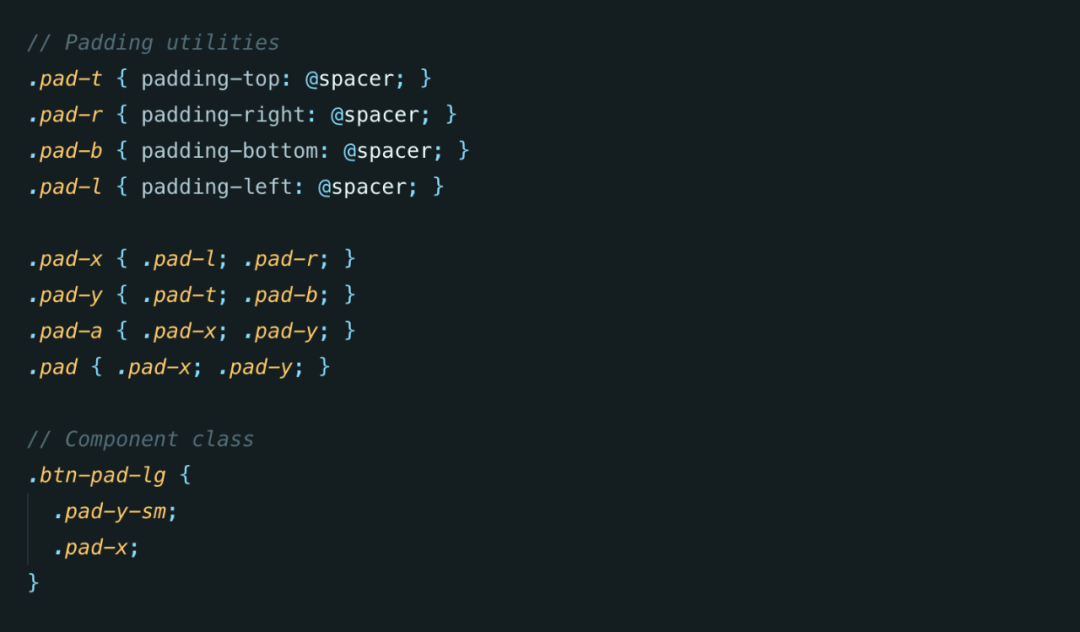 // Padding utilities
.pad-t { padding-top: @spacer; }
.pad-r { padding-right: @spacer; }
.pad-b { padding-bottom: @spacer; }
.pad-l { padding-left: @spacer; }
.pad-x { .pad-l; .pad-r; }
.pad-y { .pad-t; .pad-b; }
.pad-a { .pad-x; .pad-y; }
.pad { .pad-x; .pad-y; }
// Component class
.btn-pad-lg {
.pad-y-sm;
.pad-x;
}